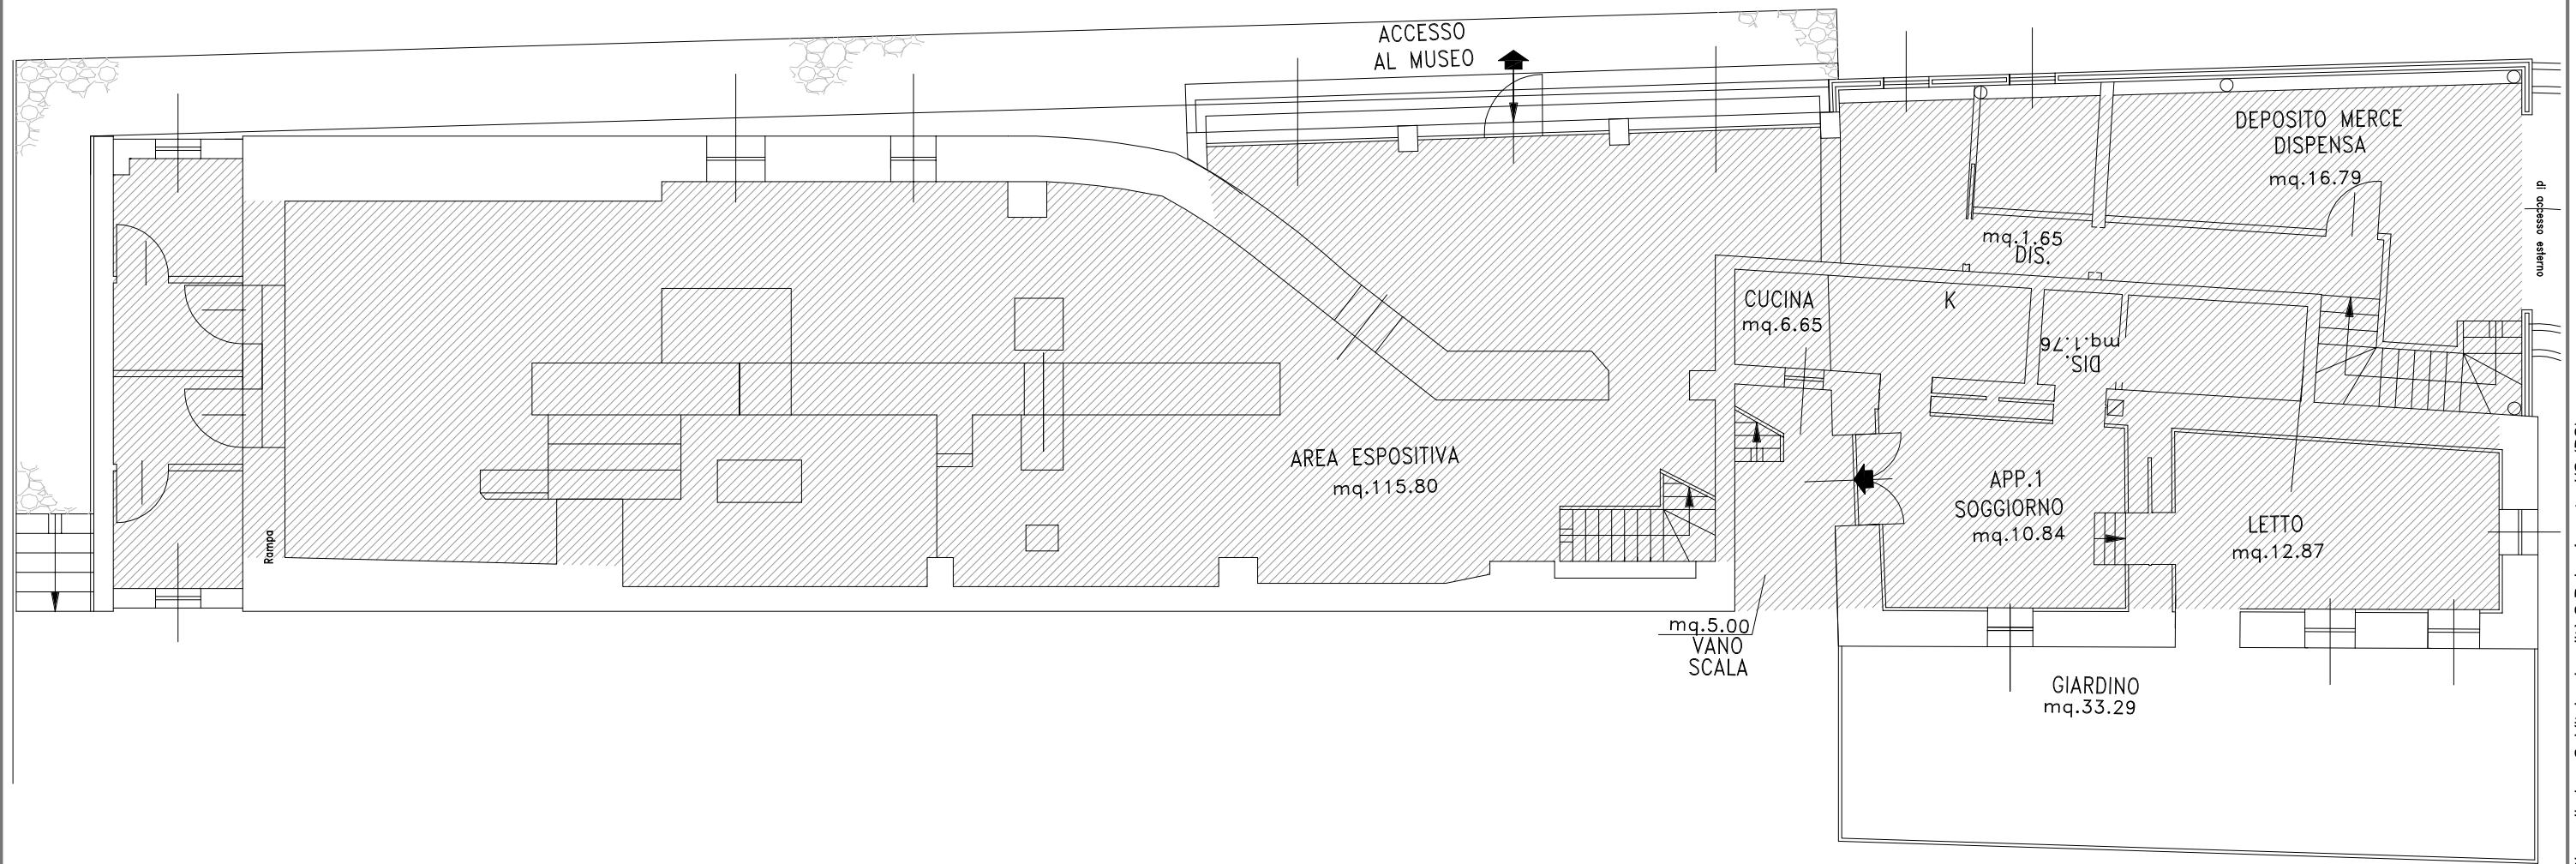 ACCESSO
AL MUSEO
DEPOSITO MERCE
DISPENSA
mq.16.79
di accesso esterno
mq.1.65
DIS.
CUCINA
mq.6.65
K
mq.1.76
DIS.
AREA ESPOSITIVA
mq.115.80
APP.1
SOGGIORNO
mq.10.84
LETTO
mq.12.87
Rampa
mq.5.00
VANO
SCALA
GIARDINO
mq.33.29